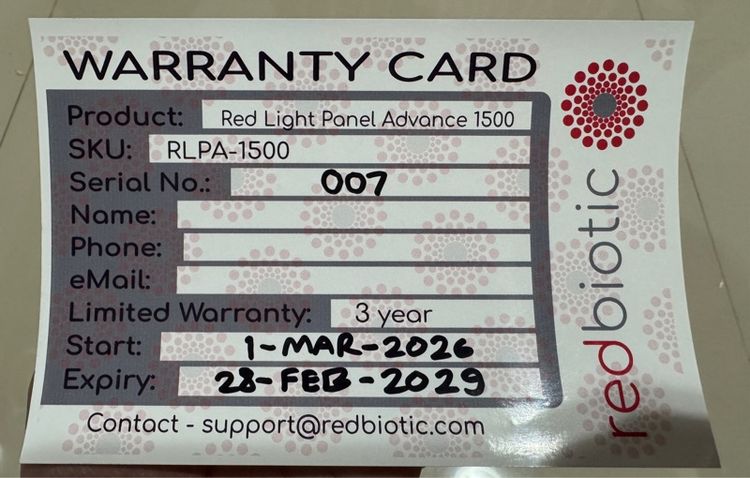 WARRANTY CARD
Product: Red Light Panel Advance 1500
SKU: RLPA-1500
Serial No.: 007
Name:
Phone:
eMail:
Limited Warranty: 3 year
Start: 1-MAR-2026
Expiry: 28-FEB-2029
Contact - support@redbiotic.com
redbiotic